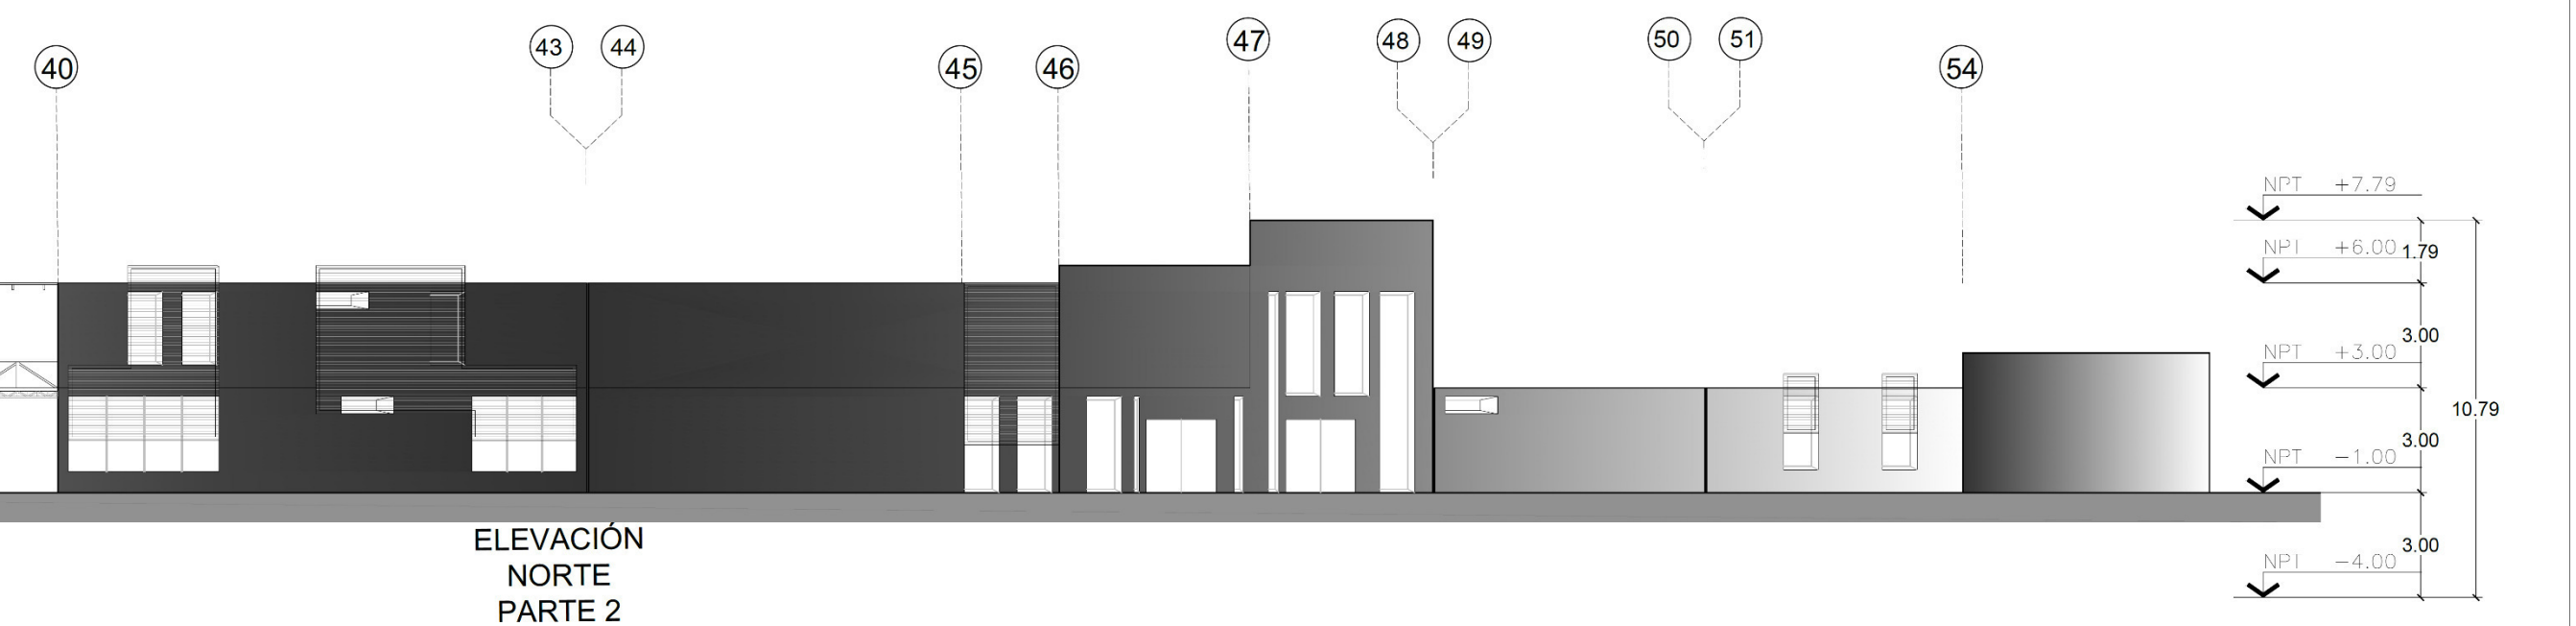 40
43
44
45
46
47
48
49
50
51
54
NPT +7.79
NPT +6.00
1.79
3.00
NPT +3.00
10.79
3.00
NPT -1.00
3.00
NPT -4.00
ELEVACIÓN
NORTE
PARTE 2